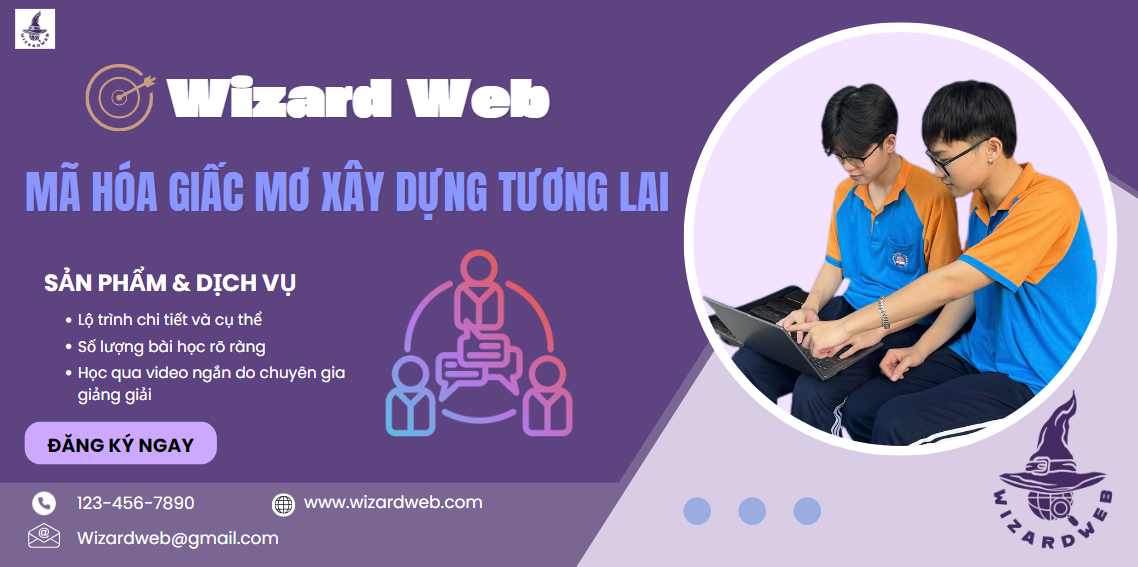 WIZARDWEB
Wizard Web
MÃ HÓA GIẤC MƠ XÂY DỰNG TƯƠNG LAI
SẢN PHẨM & DỊCH VỤ
• Lộ trình chi tiết và cụ thể
• Số lượng bài học rõ ràng
• Học qua video ngắn do chuyên gia
giảng giải
ĐĂNG KÝ NGAY
123-456-7890
www.wizardweb.com
Wizardweb@gmail.com
WIZARDWEB